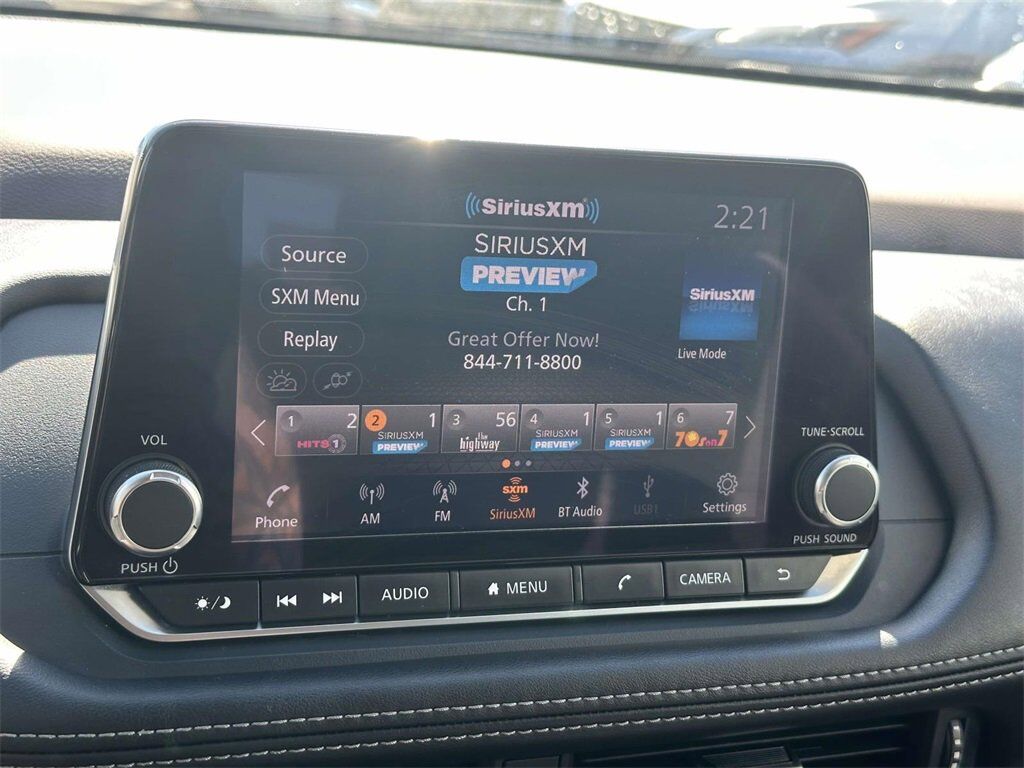 SiriusXM
2:21
Source
SIRIUSXM
PREVIEW
SXM Menu
Ch. 1
SiriusXM
Replay
Great Offer Now!
844-711-8800
Live Mode
1 2 HITS 1
2 1 SIRIUSXM PREVIEW
3 56 the highway
4 1 SIRIUSXM PREVIEW
5 1 SIRIUSXM PREVIEW
6 7 70s on 7
VOL
TUNE·SCROLL
Phone
AM
FM
sxm
SiriusXM
BT Audio
USB1
Settings
PUSH
PUSH SOUND
AUDIO
MENU
CAMERA